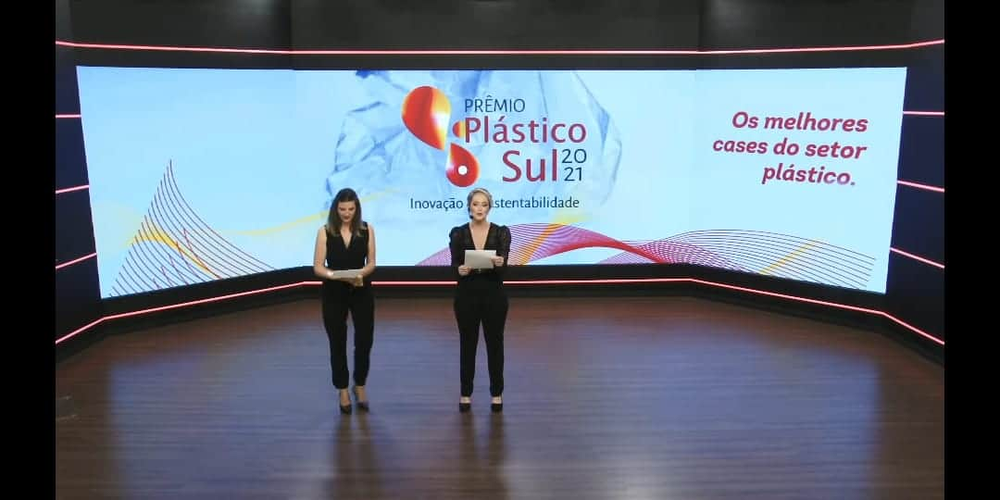 PRÊMIO
Plástico
Sul 20
21
Inovação Sustentabilidade
Os melhores
cases do setor
plástico.